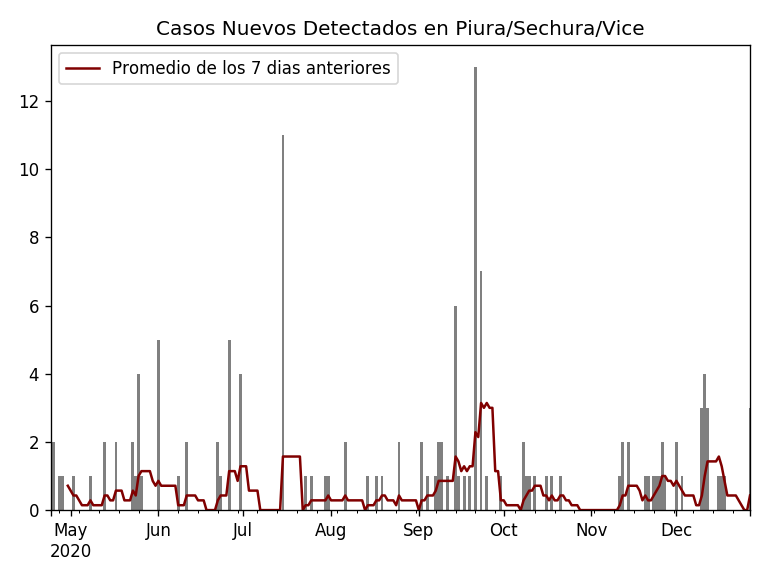 Casos Nuevos Detectados en Piura/Sechura/Vice
Promedio de los 7 dias anteriores
12
10
8
6
4
2
0
May Jun Jul Aug Sep Oct Nov Dec
2020